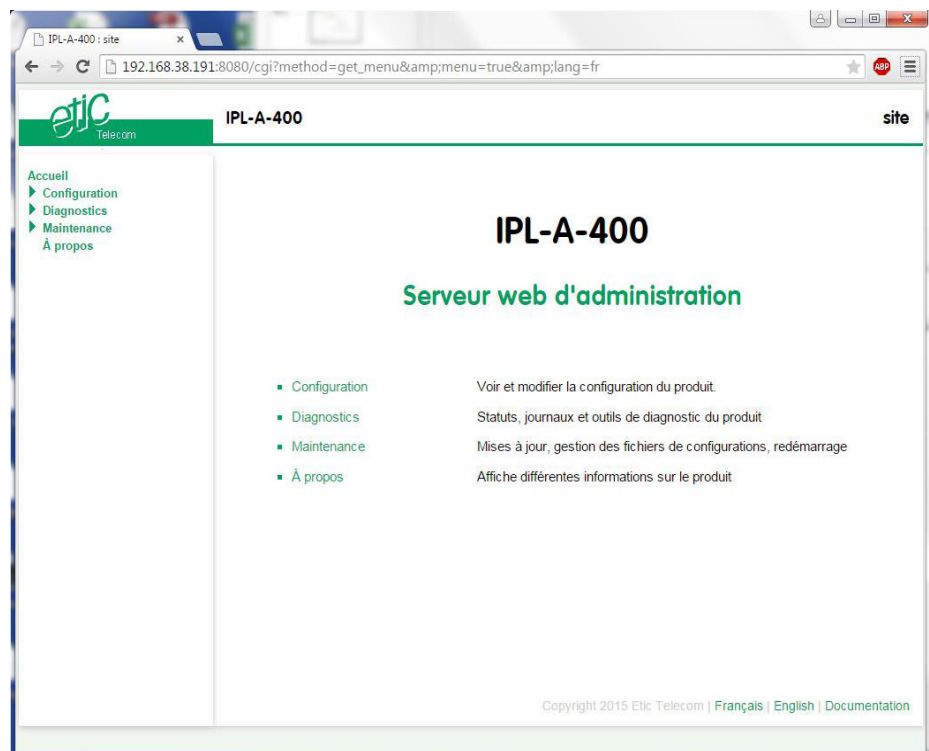 IPL-A-400 : site
192.168.38.191:8080/cgi?method=get_menu&amp;menu=true&amp;lang=fr
ABP
etic
Telecom
IPL-A-400
site
Accueil
Configuration
Diagnostics
Maintenance
À propos
IPL-A-400
Serveur web d'administration
Configuration Voir et modifier la configuration du produit.
Diagnostics Statuts, journaux et outils de diagnostic du produit
Maintenance Mises à jour, gestion des fichiers de configurations, redémarrage
À propos Affiche différentes informations sur le produit
Copyright 2015 Etic Telecom | Français | English | Documentation